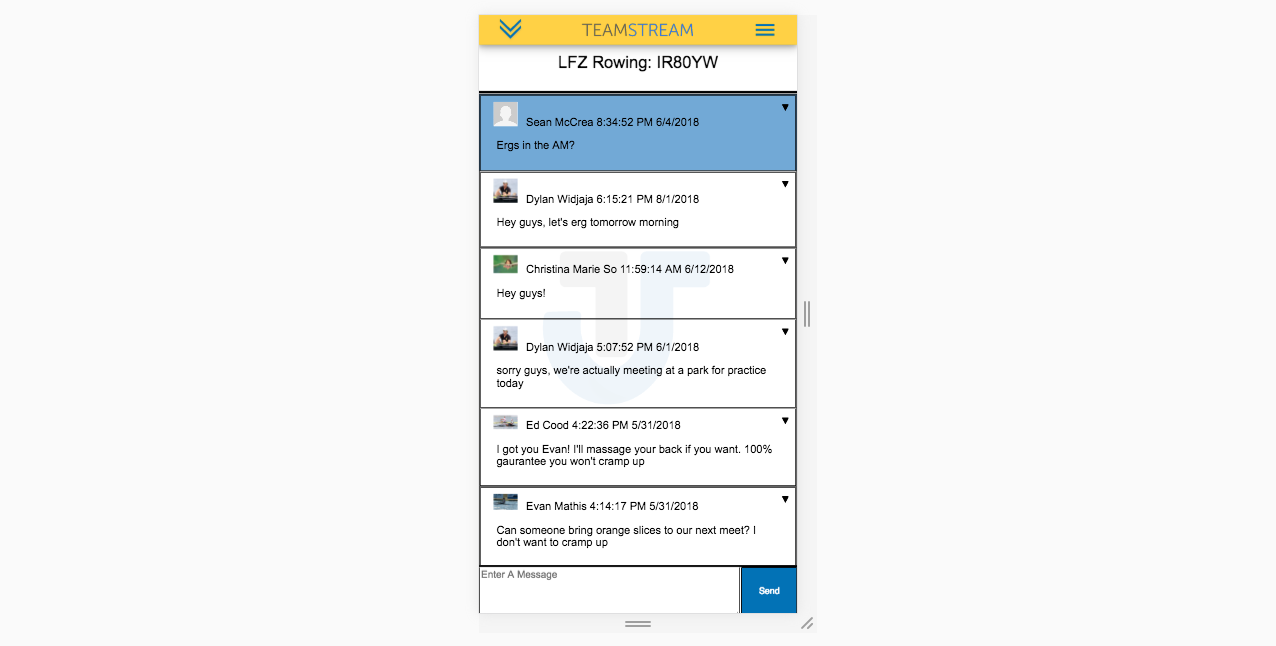 TEAMSTREAM
LFZ Rowing: IR80YW
Sean McCrea 8:34:52 PM 6/4/2018
Ergs in the AM?
Dylan Widjaja 6:15:21 PM 8/1/2018
Hey guys, let's erg tomorrow morning
Christina Marie So 11:59:14 AM 6/12/2018
Hey guys!
Dylan Widjaja 5:07:52 PM 6/1/2018
sorry guys, we're actually meeting at a park for practice
today
Ed Cood 4:22:36 PM 5/31/2018
I got you Evan! I'll massage your back if you want. 100%
gaurantee you won't cramp up
Evan Mathis 4:14:17 PM 5/31/2018
Can someone bring orange slices to our next meet? I
don't want to cramp up
Enter A Message
Send